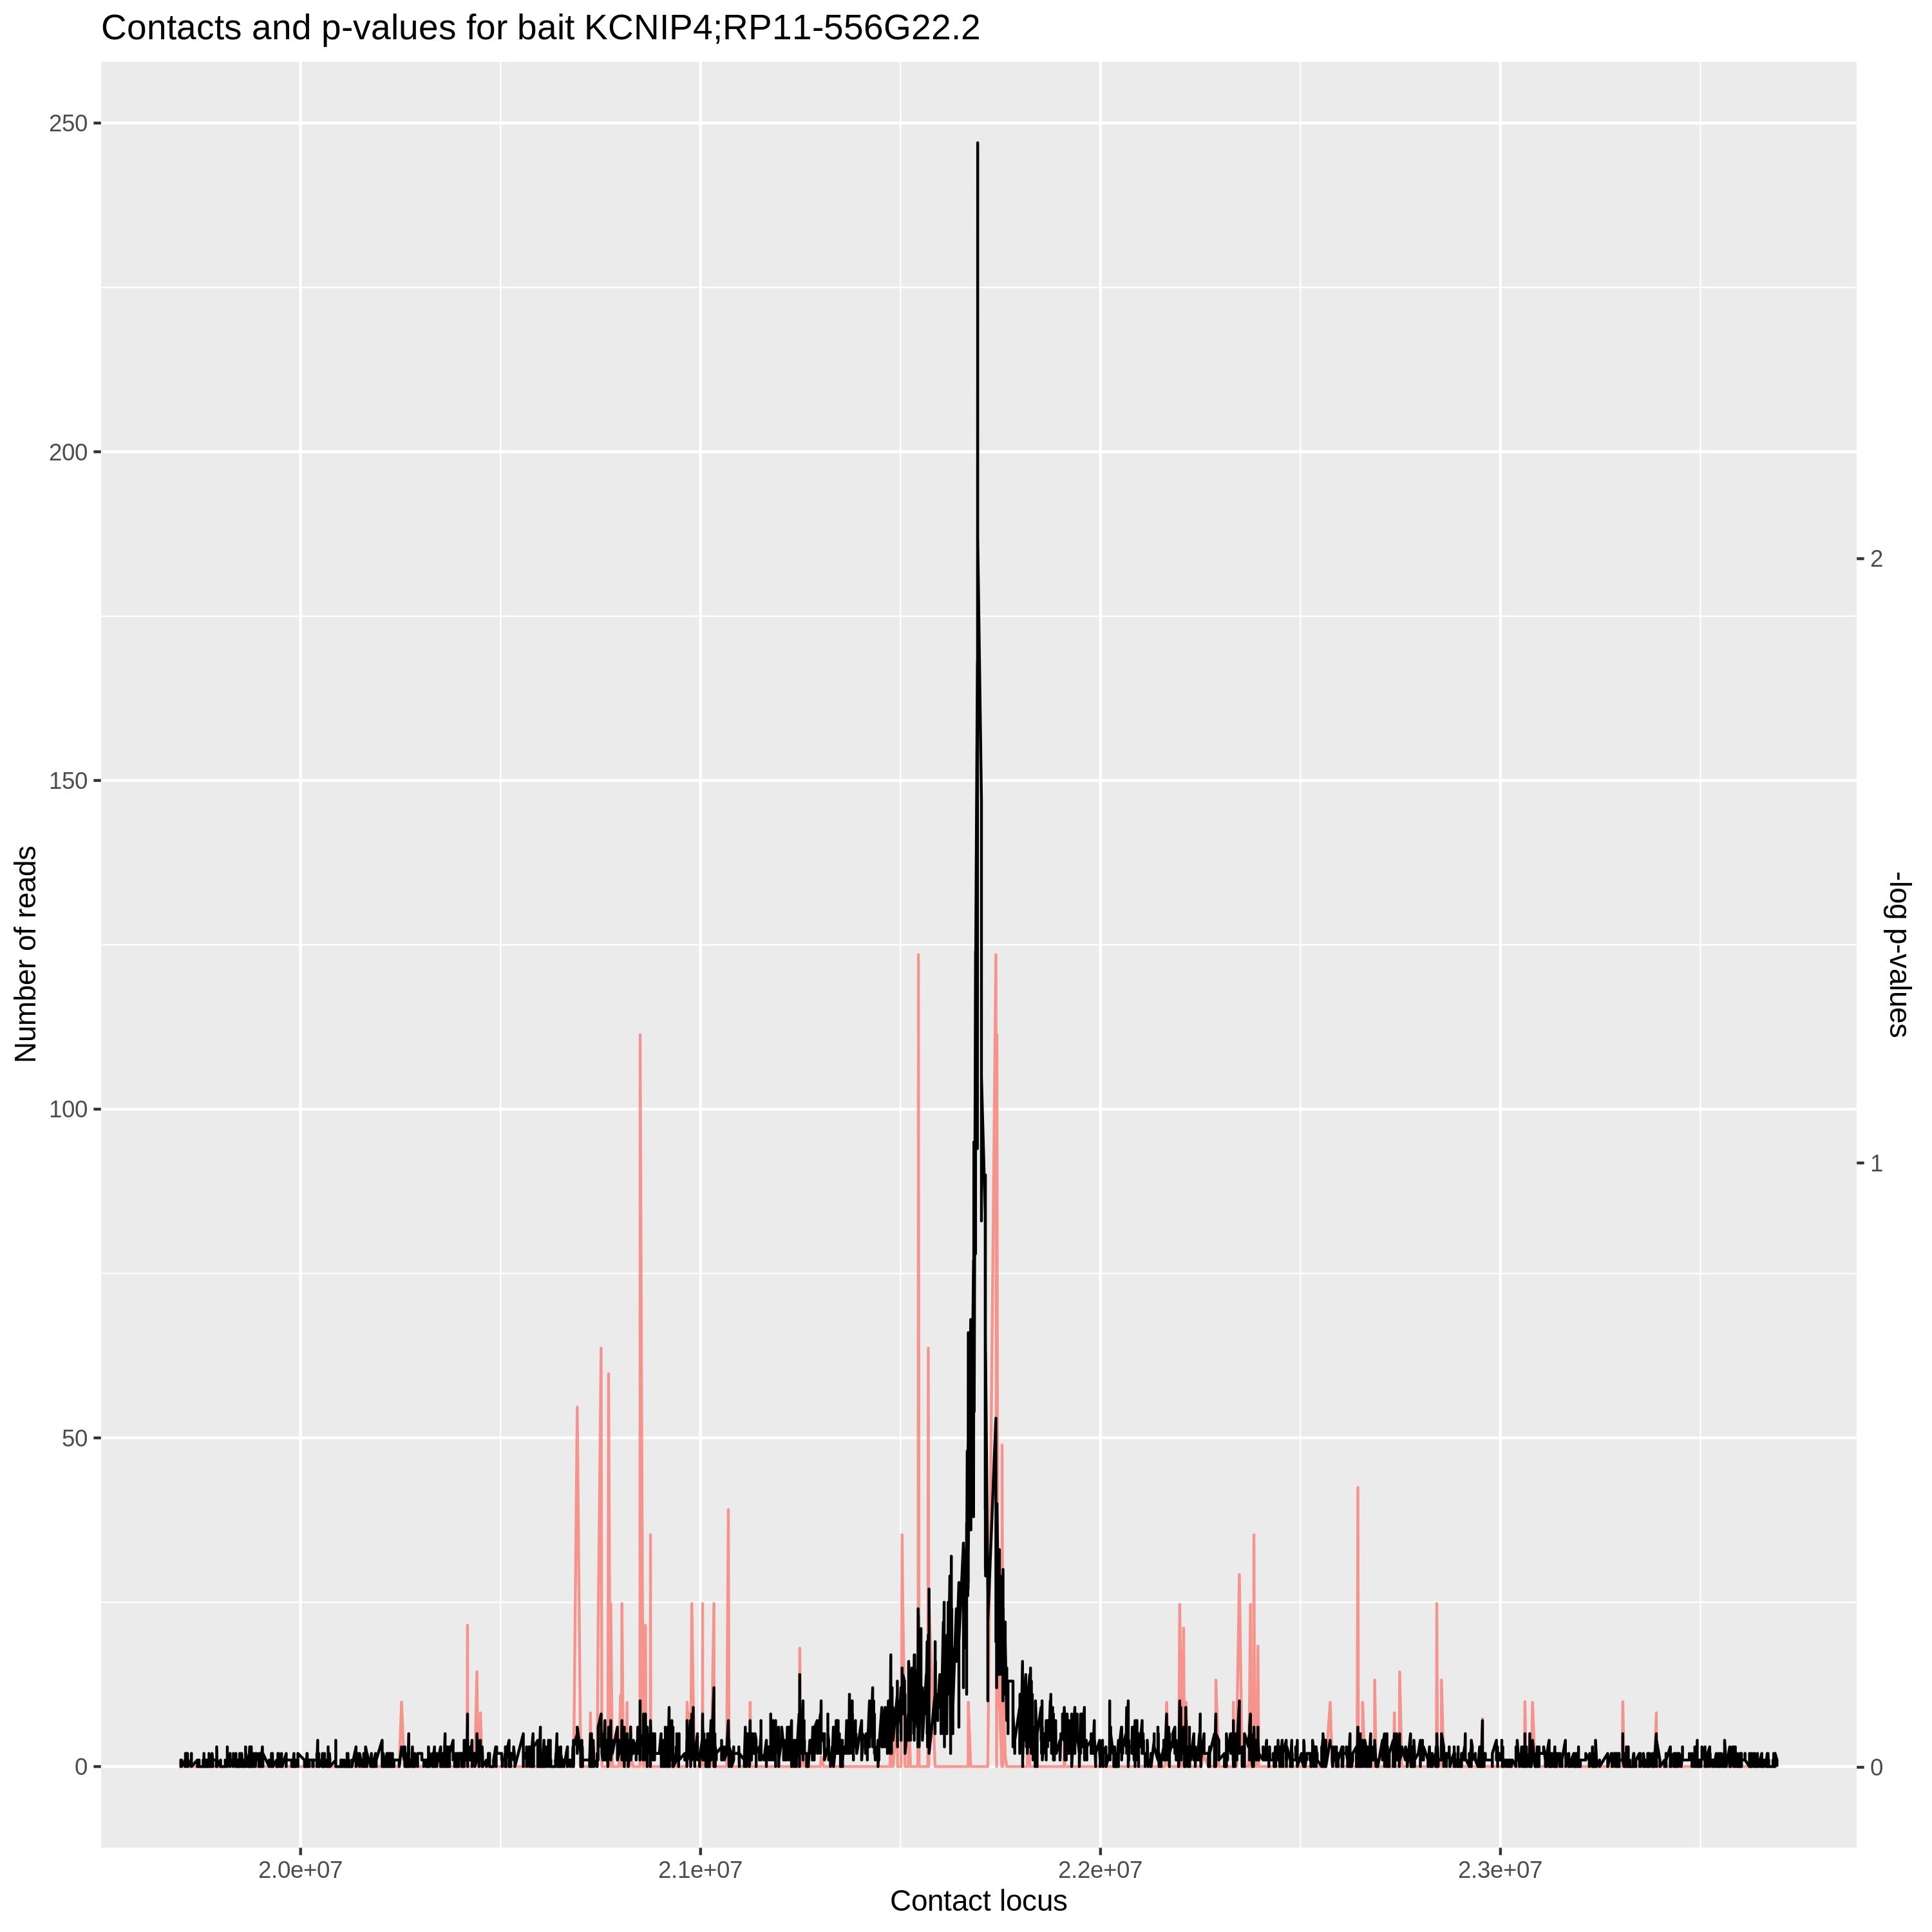 Contacts and p-values for bait KCNIP4;RP11-556G22.2
250
200
150
100
50
0
Number of reads
2
1
0
-log p-values
2.0e+07
2.1e+07
2.2e+07
2.3e+07
Contact locus